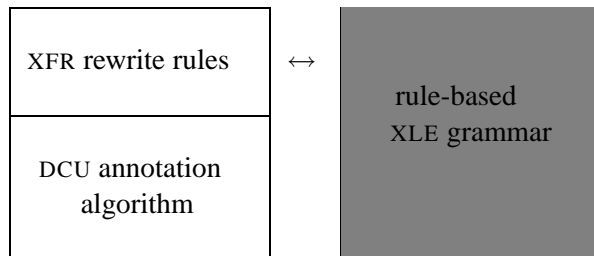 XFR rewrite rules
↔
rule-based
XLE grammar
DCU annotation
algorithm